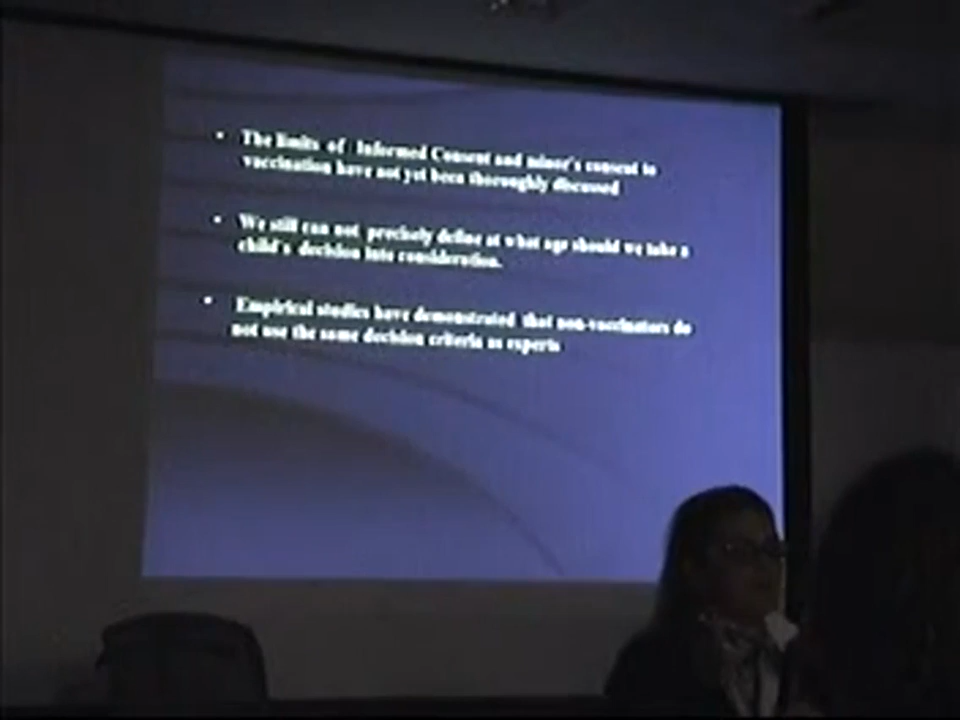 • The limits of Informed Consent and minor's consent to
vaccination have not yet been thoroughly discussed
• We still can not precisely define at what age should we take a
child's decision into consideration.
• Empirical studies have demonstrated that non-vaccinators do
not use the same decision criteria as experts